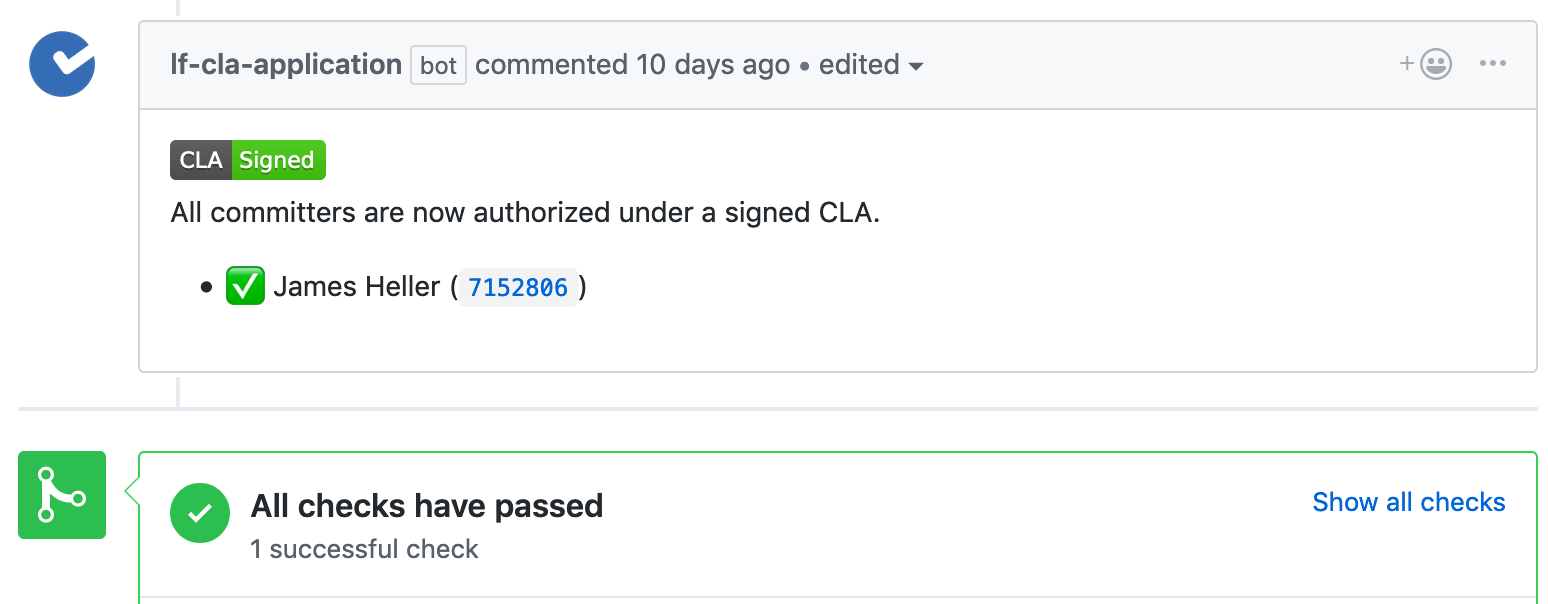 lf-cla-application bot commented 10 days ago • edited
CLA Signed
All committers are now authorized under a signed CLA.
• ✅ James Heller ( 7152806 )
All checks have passed
Show all checks
1 successful check